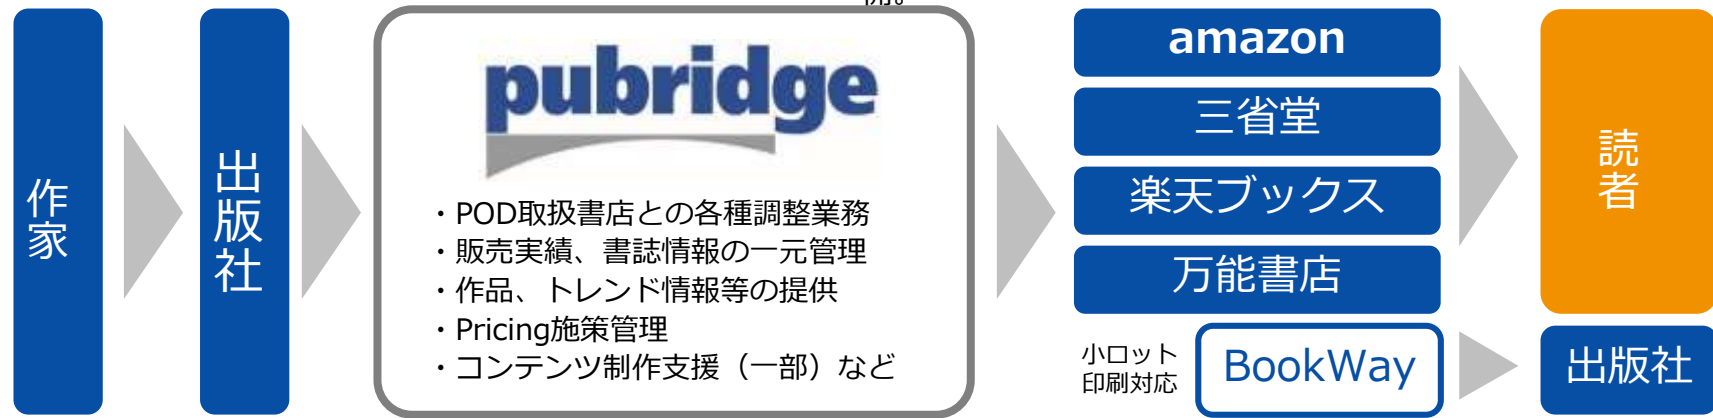 開。
作家
出版社
pubridge
・POD取扱書店との各種調整業務
・販売実績、書誌情報の一元管理
・作品、トレンド情報等の提供
・Pricing施策管理
・コンテンツ制作支援（一部）など
amazon
三省堂
楽天ブックス
万能書店
小ロット
印刷対応
BookWay
読者
出版社